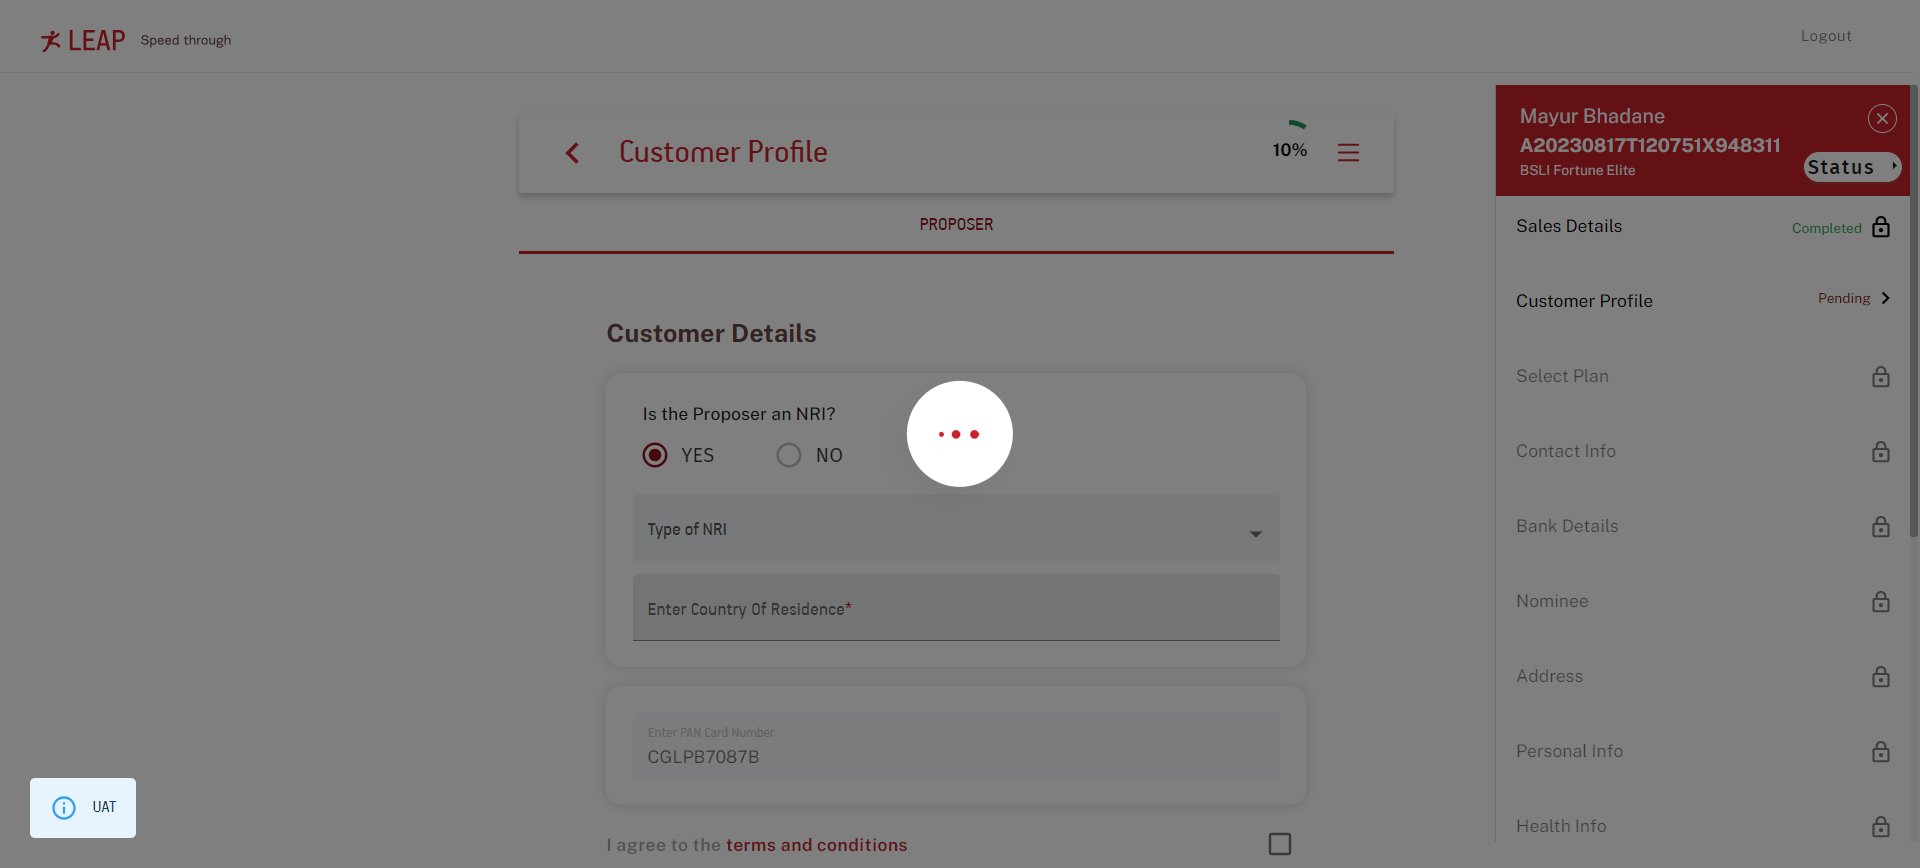 LEAP Speed through
Logout
Customer Profile
10%
PROPOSER
Customer Details
Is the Proposer an NRI?
YES NO
Type of NRI
Enter Country Of Residence*
Enter PAN Card Number
CGLPB7087B
I agree to the terms and conditions
UAT
Mayur Bhadane
A20230817T120751X948311
BSLI Fortune Elite
Status
Sales Details Completed
Customer Profile Pending
Select Plan
Contact Info
Bank Details
Nominee
Address
Personal Info
Health Info